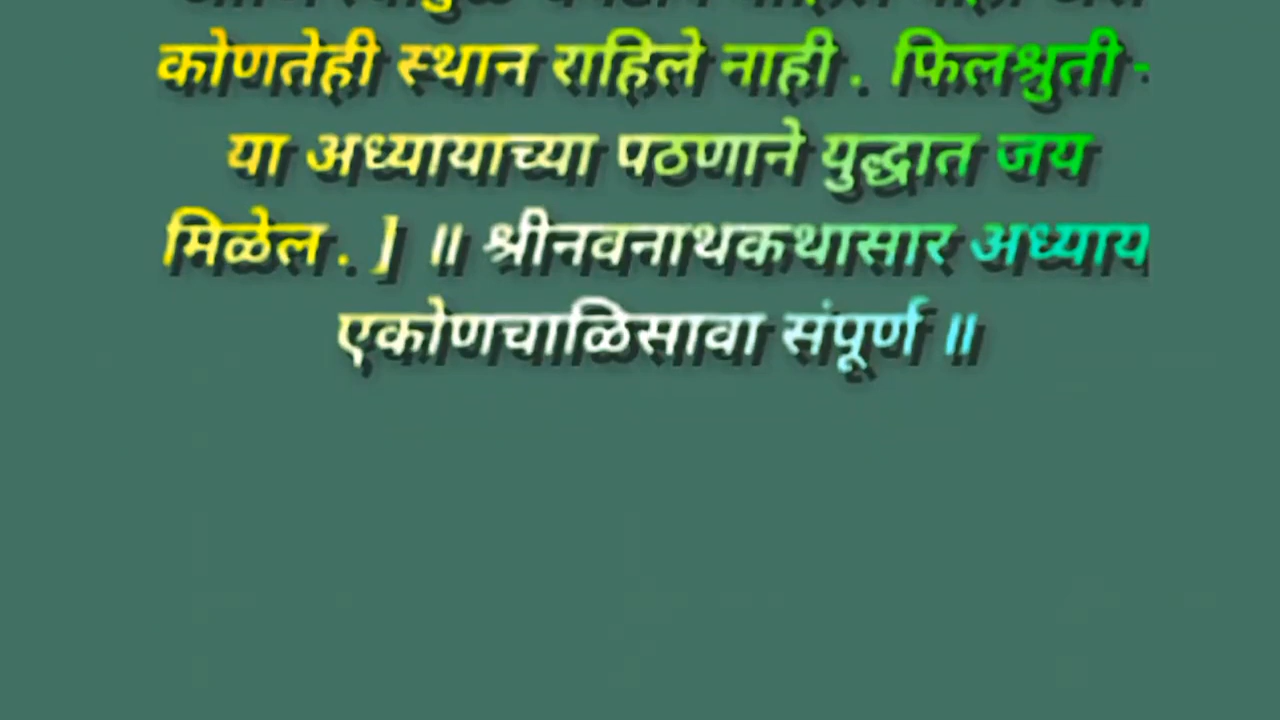 कोणतेही स्थान राहिले नाही . फिलश्रुती -
या अध्यायाच्या पठणाने युद्धात जय
मिळेल . ] ॥ श्रीनवनाथकथासार अध्याय
एकोणचाळिसावा संपूर्ण ॥